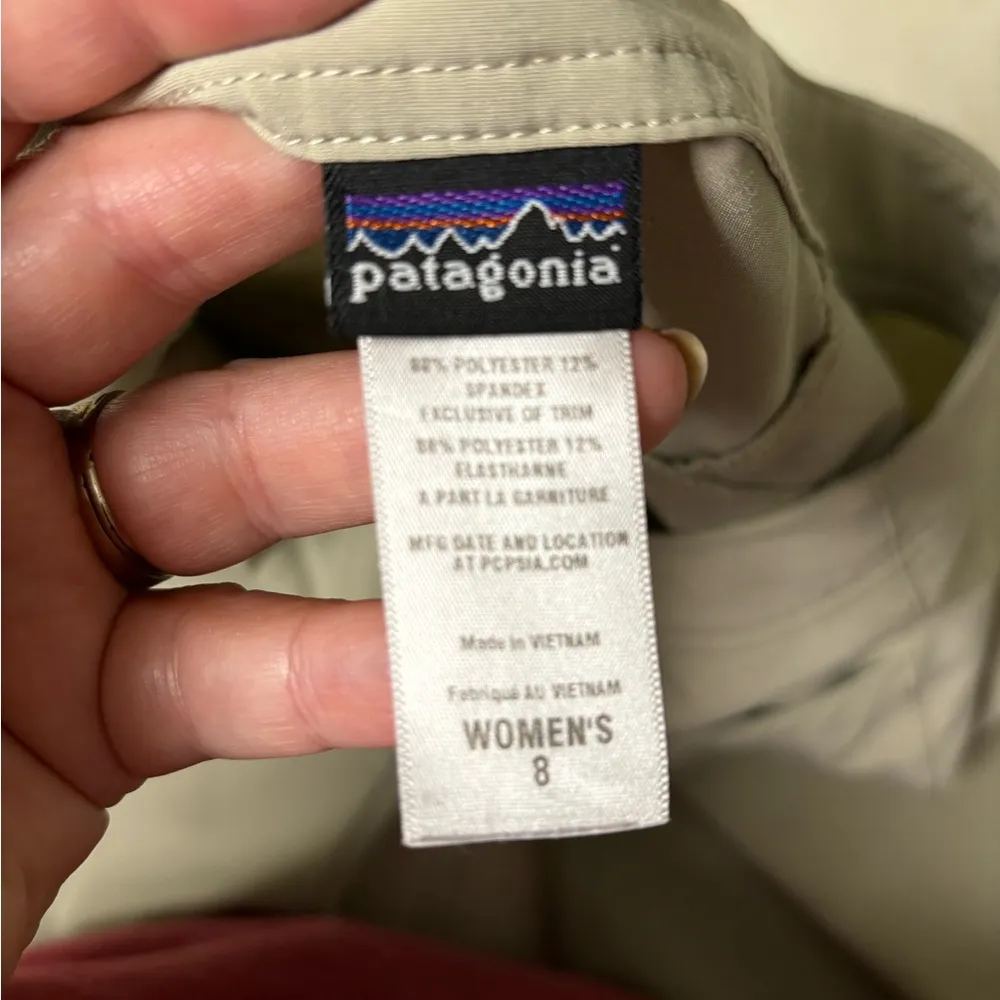 patagonia
88% POLYESTER 12%
SPANDEX
EXCLUSIVE OF TRIM
88% POLYESTER 12%
ELASTHANNE
A PART LA GARNITURE
MFG DATE AND LOCATION
AT PCPSIA.COM
Made in VIETNAM
Fabriqué AU VIETNAM
WOMEN'S
8